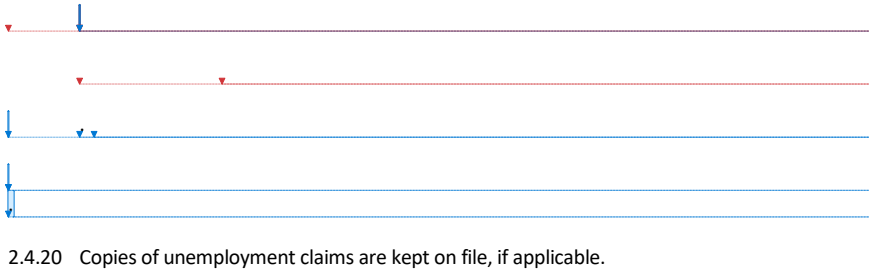 2.4.20 Copies of unemployment claims are kept on file, if applicable.